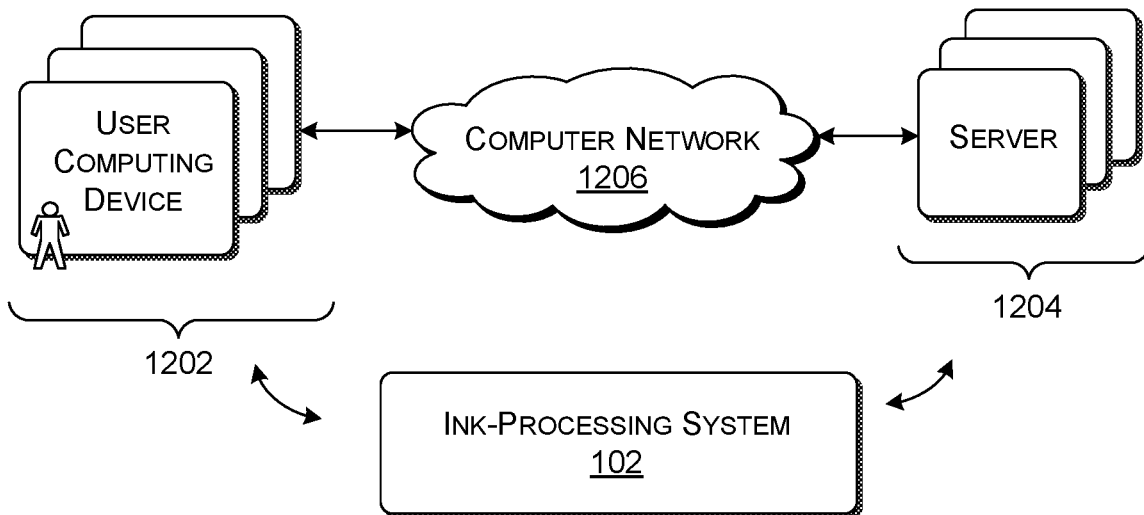 USER
COMPUTING
DEVICE
COMPUTER NETWORK
1206
SERVER
1202
1204
INK-PROCESSING SYSTEM
102